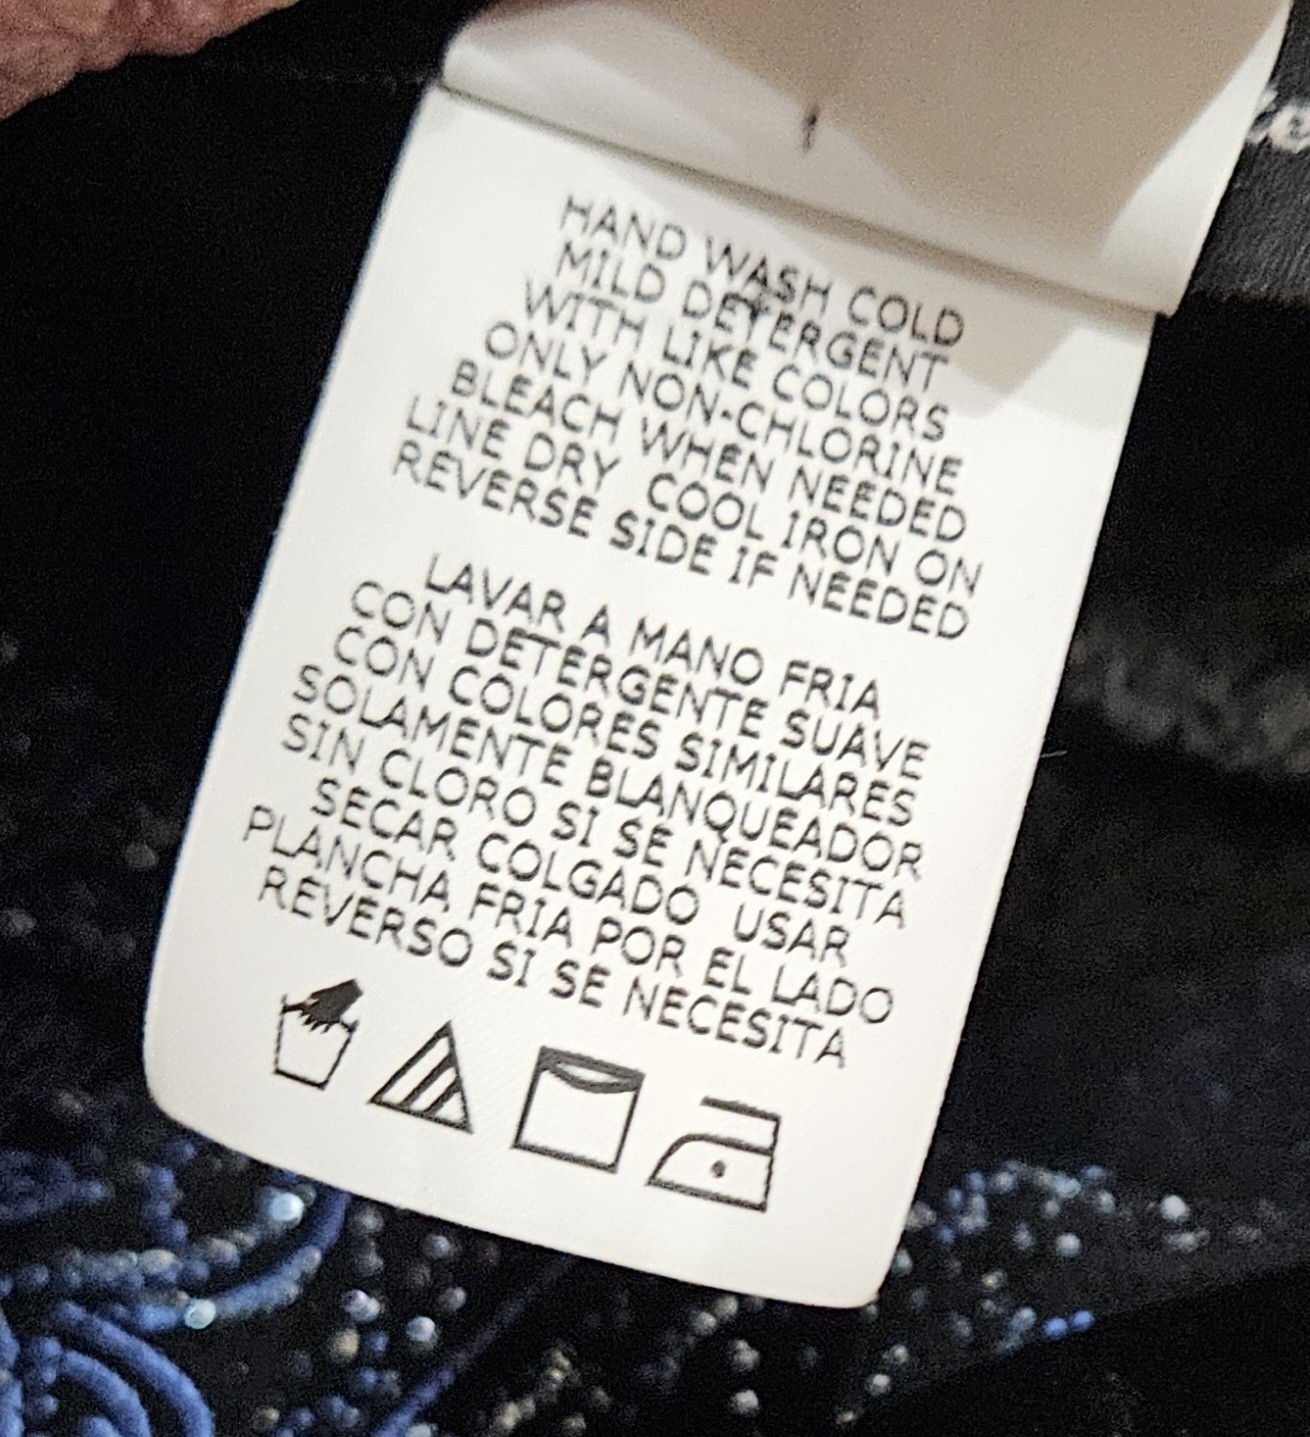 HAND WASH COLD
MILD DETERGENT
WITH LIKE COLORS
ONLY NON-CHLORINE
BLEACH WHEN NEEDED
LINE DRY COOL IRON ON
REVERSE SIDE IF NEEDED
LAVAR A MANO FRIA
CON DETERGENTE SUAVE
CON COLORES SIMILARES
SOLAMENTE BLANQUEADOR
SIN CLORO SI SE NECESITA
SECAR COLGADO USAR
PLANCHA FRIA POR EL LADO
REVERSO SI SE NECESITA